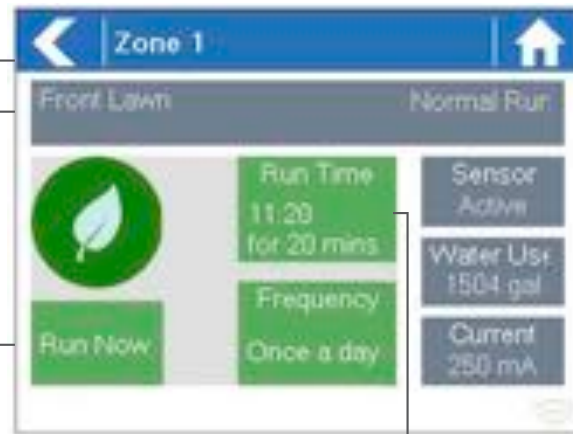 Zone 1
Front Lawn
Normal Run
Run Time
11:20
for 20 mins
Sensor
Active
Water Use
1504 gal
Run Now
Frequency
Once a day
Current
250 mA